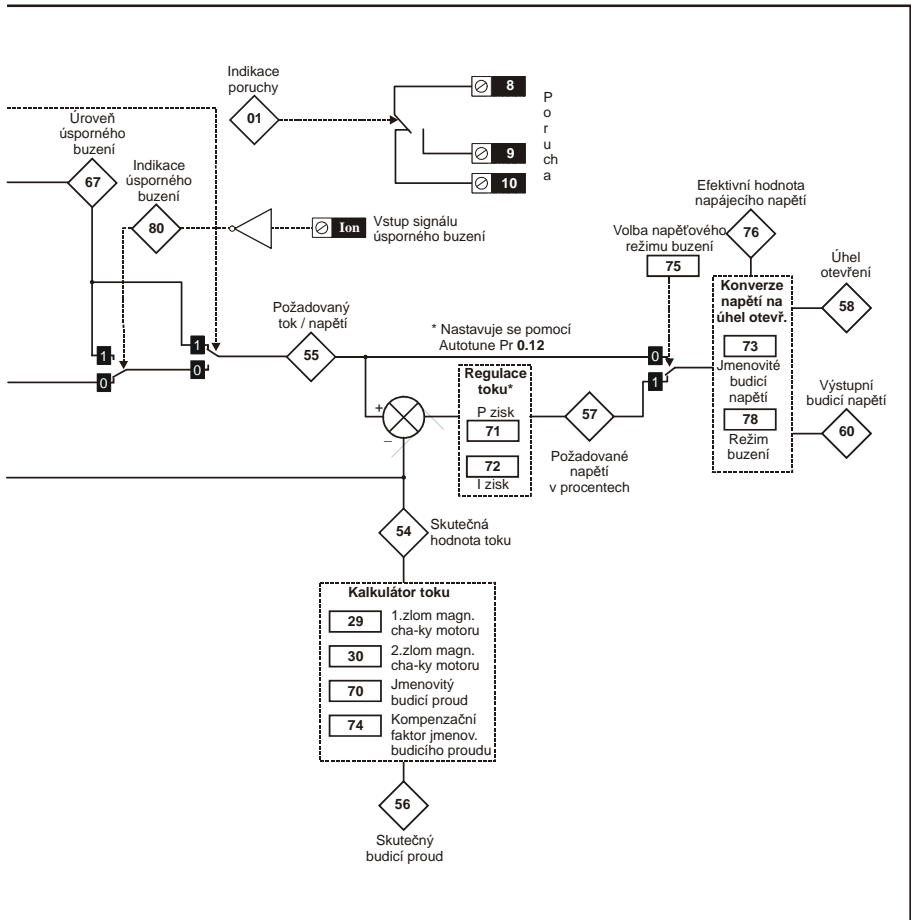 Indikace
poruchy
01
8
9
10
P
o
r
u
ch
a
Úroveň
úsporného
buzení
67
Indikace
úsporného
buzení
80
Ion
Vstup signálu
úsporného buzení
Efektivní hodnota
napájecího napětí
76
Volba napěťového
režimu buzení
75
Úhel
otevření
58
Konverze
napětí na
úhel otevř.
73
Jmenovité
budicí
napětí
78
Režim
buzení
Výstupní
budicí napětí
60
Požadovaný
tok / napětí
55
* Nastavuje se pomocí
Autotune Pr 0.12
1
0
1
0
0
1
Regulace
toku*
P zisk
71
72
I zisk
57
Požadované
napětí
v procentech
+
–
54
Skutečná
hodnota toku
Kalkulátor toku
29 1.zlom magn.
cha-ky motoru
30 2.zlom magn.
cha-ky motoru
70 Jmenovitý
budicí proud
74 Kompenzační
faktor jmenov.
budicího proudu
56
Skutečný
budicí proud